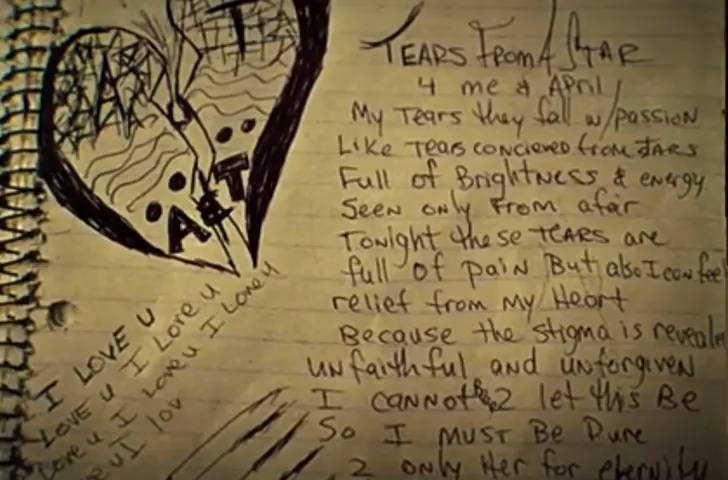 A
T
A & T
TEARS From A STAR
4 me & April
My Tears they fall w/passion
Like Tears concieved from STARS
Full of Brightness & energy
Seen only From afar
Tonight these TEARS are
full of pain But also I can feel
relief from My Heart
Because the stigma is reveale
unfaithful and unforgiven
I cannot 2 let this Be
So I MUST Be Pure
2 only Her for eternity
I LOVE U
LOVE U I Love U
Love u I Love u I Love u
e u I lov